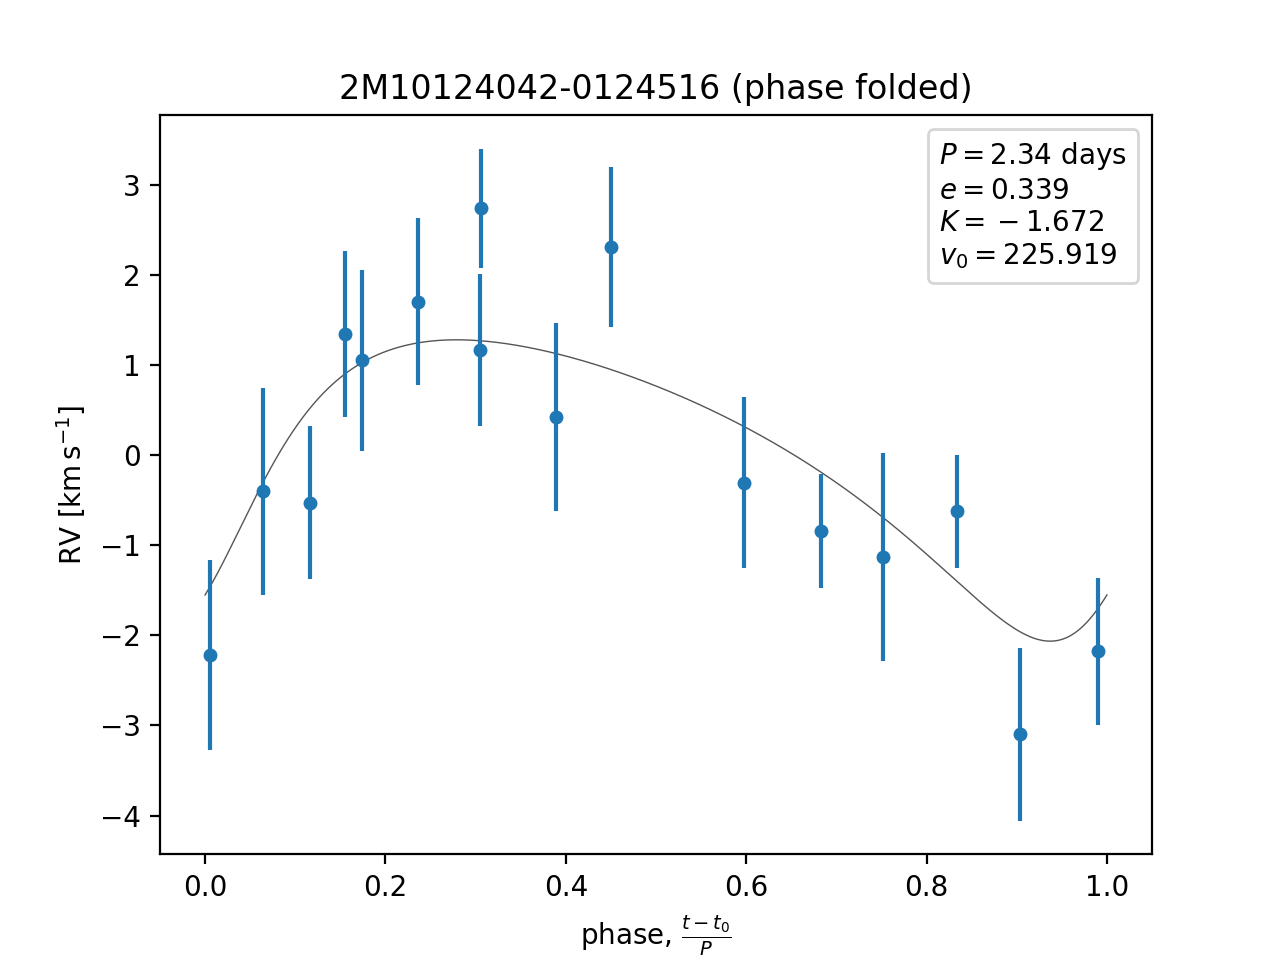 2M10124042-0124516 (phase folded)
P = 2.34 days
e = 0.339
K = −1.672
v₀ = 225.919
3
2
1
0
−1
−2
−3
−4
RV [km s⁻¹]
0.0 0.2 0.4 0.6 0.8 1.0
phase, (t − t₀)/P